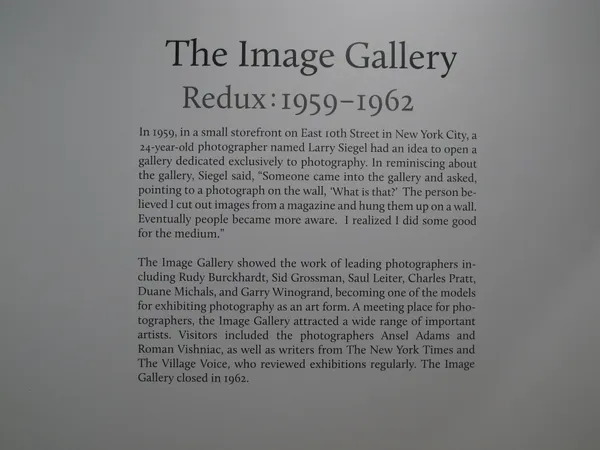 The Image Gallery
Redux: 1959–1962
In 1959, in a small storefront on East 10th Street in New York City, a
24-year-old photographer named Larry Siegel had an idea to open a
gallery dedicated exclusively to photography. In reminiscing about
the gallery, Siegel said, “Someone came into the gallery and asked,
pointing to a photograph on the wall, ‘What is that?’ The person be-
lieved I cut out images from a magazine and hung them up on a wall.
Eventually people became more aware. I realized I did some good
for the medium.”
The Image Gallery showed the work of leading photographers in-
cluding Rudy Burckhardt, Sid Grossman, Saul Leiter, Charles Pratt,
Duane Michals, and Garry Winogrand, becoming one of the models
for exhibiting photography as an art form. A meeting place for pho-
tographers, the Image Gallery attracted a wide range of important
artists. Visitors included the photographers Ansel Adams and
Roman Vishniac, as well as writers from The New York Times and
The Village Voice, who reviewed exhibitions regularly. The Image
Gallery closed in 1962.